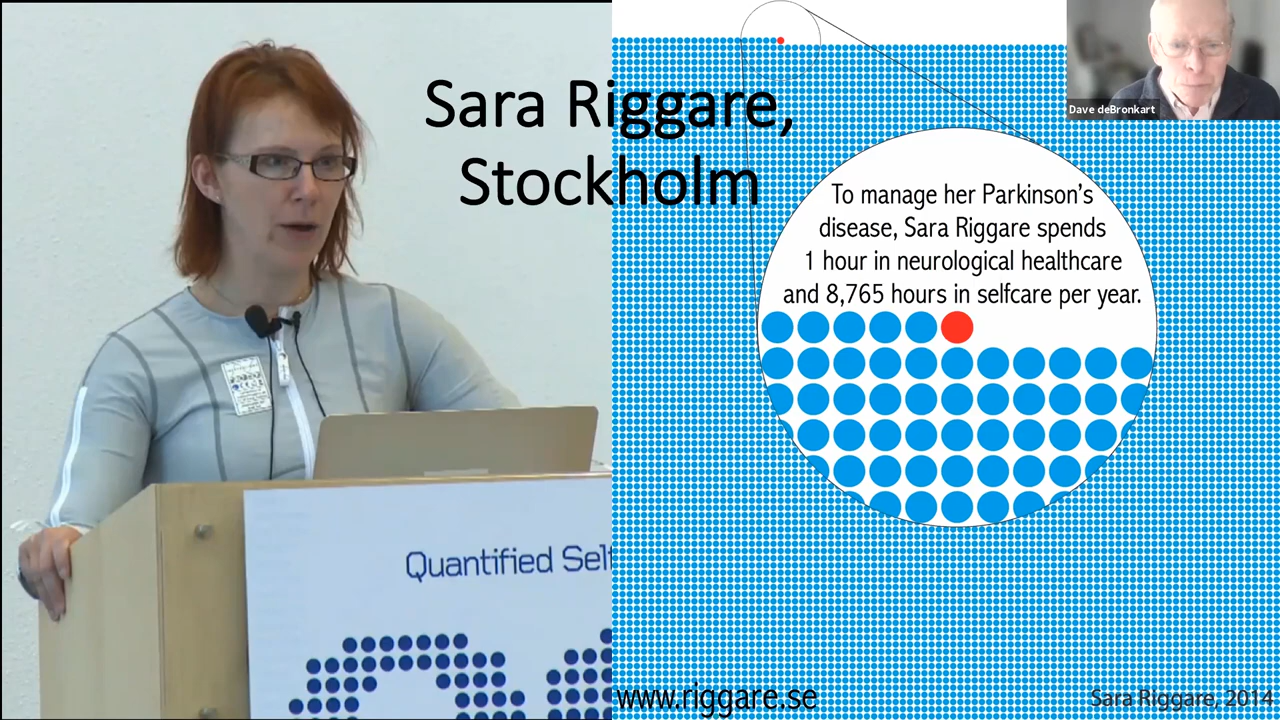 Sara Riggare,
Stockholm
Dave deBronkart
To manage her Parkinson's
disease, Sara Riggare spends
1 hour in neurological healthcare
and 8,765 hours in selfcare per year.
Quantified Self
www.riggare.se
Sara Riggare, 2014